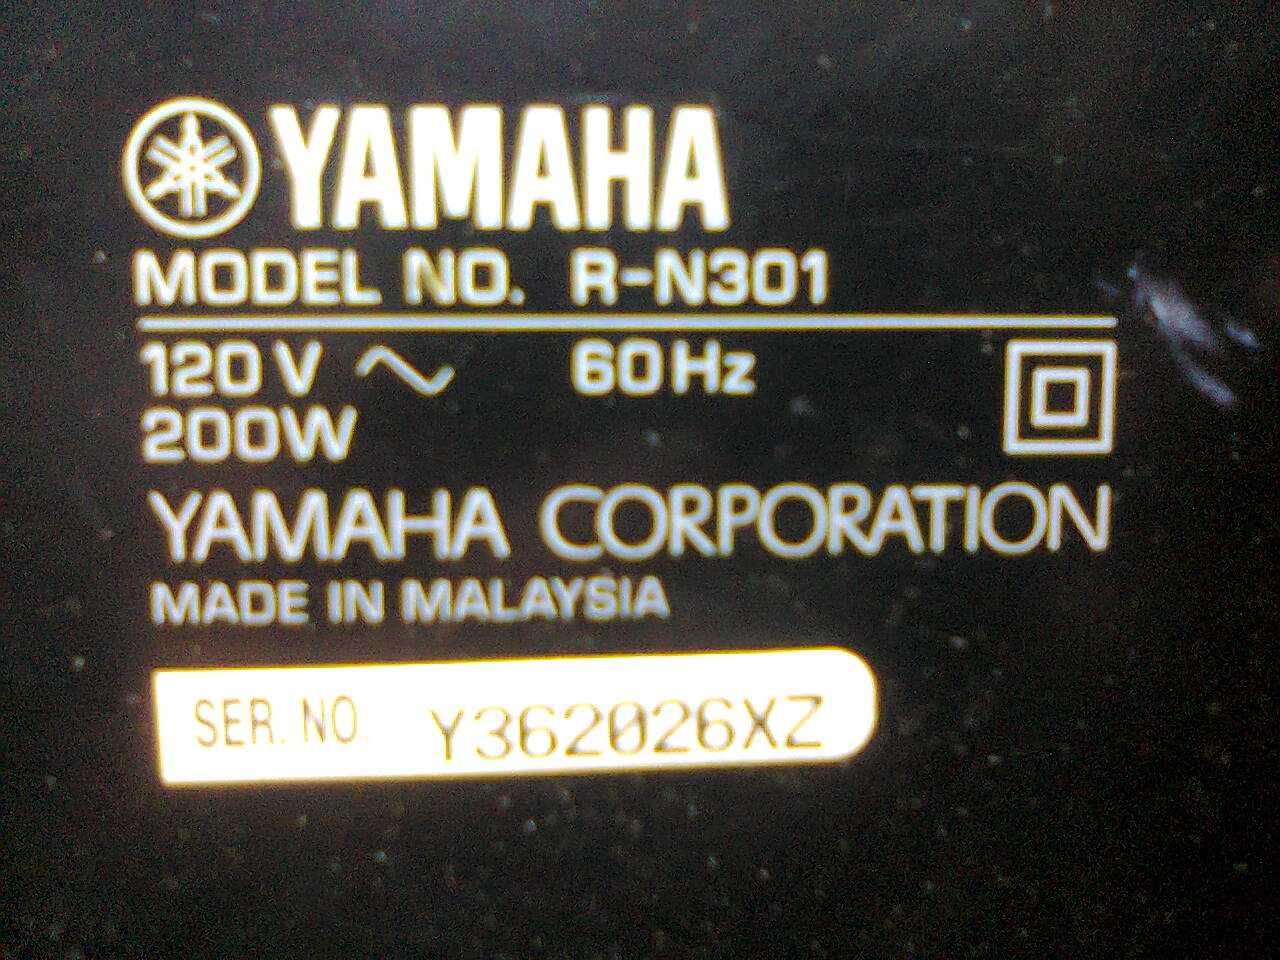 YAMAHA
MODEL NO. R-N301
120V ~ 60Hz
200W
YAMAHA CORPORATION
MADE IN MALAYSIA
SER. NO. Y362026XZ